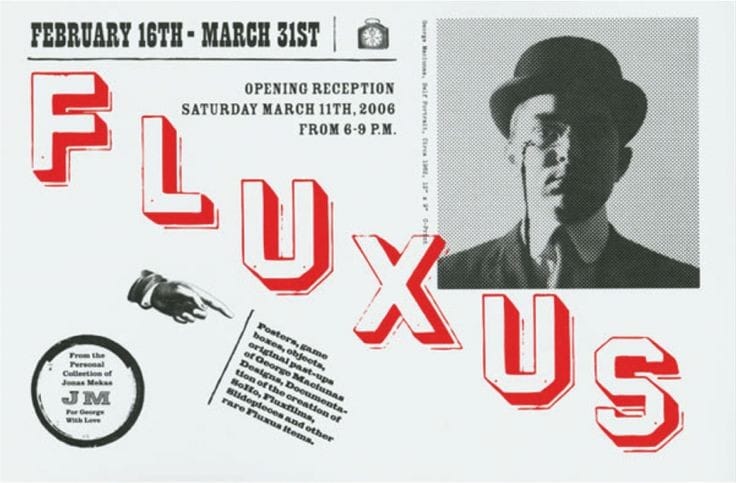 FEBRUARY 16TH - MARCH 31ST
OPENING RECEPTION
SATURDAY MARCH 11TH, 2006
FROM 6-9 P.M.
George Maciunas, Self Portrait, Circa 1962, 12" x 9" C-Print
FLUXUS
Posters, game
boxes, objects,
original past-ups
of George Maciunas
Designs, Documenta-
tion of the creation of
SoHo, Fluxfilms,
Slidepieces and other
rare Fluxus items.
From the
Personal
Collection of
Jonas Mekas
JM
For George
With Love